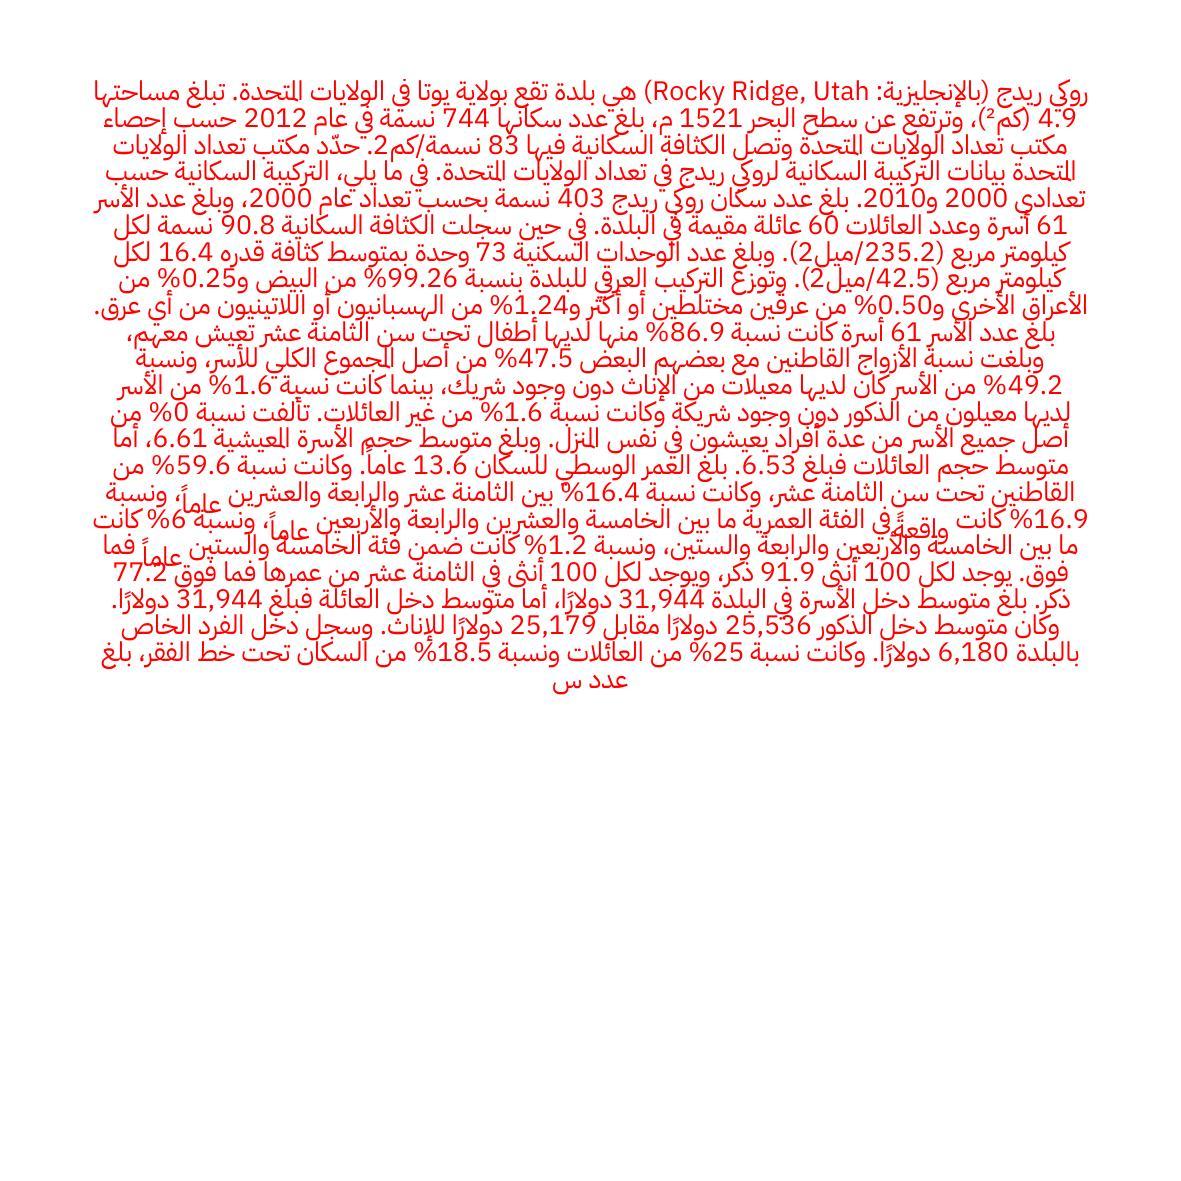 روكي ريدج (بالإنجليزية: Rocky Ridge, Utah) هي بلدة تقع بولاية يوتا في الولايات المتحدة. تبلغ مساحتها
4.9 (كم²)، وترتفع عن سطح البحر 1521 م، بلغ عدد سكانها 744 نسمة في عام 2012 حسب إحصاء
مكتب تعداد الولايات المتحدة وتصل الكثافة السكانية فيها 83 نسمة/كم2. حدّد مكتب تعداد الولايات
المتحدة بيانات التركيبة السكانية لروكي ريدج في تعداد الولايات المتحدة. في ما يلي، التركيبة السكانية حسب
تعدادي 2000 و2010. بلغ عدد سكان روكي ريدج 403 نسمة بحسب تعداد عام 2000، وبلغ عدد الأسر
61 أسرة وعدد العائلات 60 عائلة مقيمة في البلدة. في حين سجلت الكثافة السكانية 90.8 نسمة لكل
كيلومتر مربع (235.2/ميل2). وبلغ عدد الوحدات السكنية 73 وحدة بمتوسط كثافة قدره 16.4 لكل
كيلومتر مربع (42.5/ميل2). وتوزع التركيب العرقي للبلدة بنسبة 99.26% من البيض و0.25% من
الأعراق الأخرى و0.50% من عرقين مختلطين أو أكثر و1.24% من الهسبانيون أو اللاتينيون من أي عرق.
بلغ عدد الأسر 61 أسرة كانت نسبة 86.9% منها لديها أطفال تحت سن الثامنة عشر تعيش معهم،
وبلغت نسبة الأزواج القاطنين مع بعضهم البعض 47.5% من أصل المجموع الكلي للأسر، ونسبة
49.2% من الأسر كان لديها معيلات من الإناث دون وجود شريك، بينما كانت نسبة 1.6% من الأسر
لديها معيلون من الذكور دون وجود شريكة وكانت نسبة 1.6% من غير العائلات. تألفت نسبة 0% من
أصل جميع الأسر من عدة أفراد يعيشون في نفس المنزل. وبلغ متوسط حجم الأسرة المعيشية 6.61، أما
متوسط حجم العائلات فبلغ 6.53. بلغ العمر الوسطي للسكان 13.6 عاماً. وكانت نسبة 59.6% من
القاطنين تحت سن الثامنة عشر، وكانت نسبة 16.4% بين الثامنة عشر والرابعة والعشرين عاماً، ونسبة
16.9% كانت واقعةً في الفئة العمرية ما بين الخامسة والعشرين والرابعة والأربعين عاماً، ونسبة 6% كانت
ما بين الخامسة والأربعين والرابعة والستين، ونسبة 1.2% كانت ضمن فئة الخامسة والستين عاماً فما
فوق. يوجد لكل 100 أنثى 91.9 ذكر، ويوجد لكل 100 أنثى في الثامنة عشر من عمرها فما فوق 77.2
ذكر. بلغ متوسط دخل الأسرة في البلدة 31,944 دولارًا، أما متوسط دخل العائلة فبلغ 31,944 دولارًا.
وكان متوسط دخل الذكور 25,536 دولارًا مقابل 25,179 دولارًا للإناث. وسجل دخل الفرد الخاص
بالبلدة 6,180 دولارًا. وكانت نسبة 25% من العائلات ونسبة 18.5% من السكان تحت خط الفقر، بلغ
عدد س